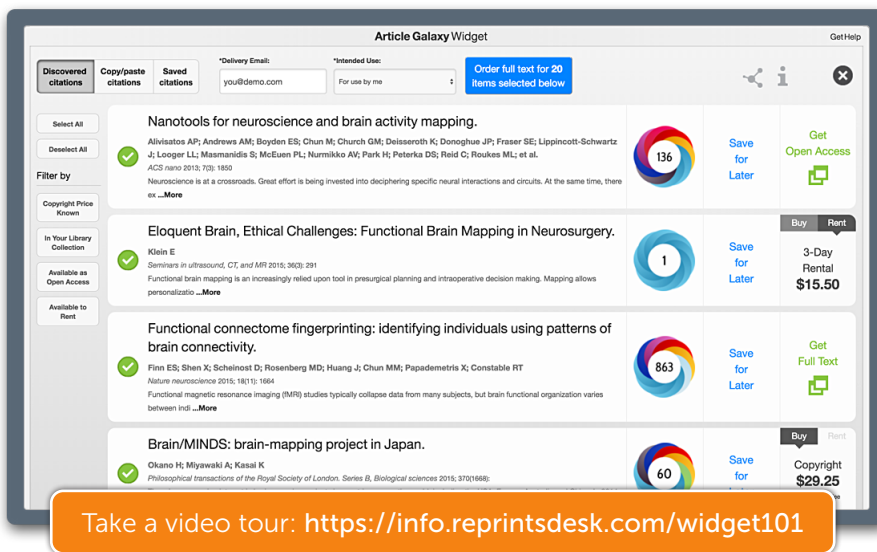 Article Galaxy Widget
Get Help
Discovered citations
Copy/paste citations
Saved citations
*Delivery Email:
you@demo.com
*Intended Use:
For use by me
Order full text for 20
items selected below
Select All
Deselect All
Filter by
Copyright Price
Known
In Your Library
Collection
Available as
Open Access
Available to
Rent
Nanotools for neuroscience and brain activity mapping.
Alivisatos AP; Andrews AM; Boyden ES; Chun M; Church GM; Deisseroth K; Donoghue JP; Fraser SE; Lippincott-Schwartz
J; Looger LL; Masmanidis S; McEuen PL; Nurmikko AV; Park H; Peterka DS; Reid C; Roukes ML; et al.
ACS nano 2013; 7(3): 1850
Neuroscience is at a crossroads. Great effort is being invested into deciphering specific neural interactions and circuits. At the same time, there
ex ...More
136
Save
for
Later
Get
Open Access
Eloquent Brain, Ethical Challenges: Functional Brain Mapping in Neurosurgery.
Klein E
Seminars in ultrasound, CT, and MR 2015; 36(3): 291
Functional brain mapping is an increasingly relied upon tool in presurgical planning and intraoperative decision making. Mapping allows
personalizatio ...More
1
Save
for
Later
Buy Rent
3-Day
Rental
$15.50
Functional connectome fingerprinting: identifying individuals using patterns of
brain connectivity.
Finn ES; Shen X; Scheinost D; Rosenberg MD; Huang J; Chun MM; Papademetris X; Constable RT
Nature neuroscience 2015; 18(11): 1664
Functional magnetic resonance imaging (fMRI) studies typically collapse data from many subjects, but brain functional organization varies
between indi ...More
863
Save
for
Later
Get
Full Text
Brain/MINDS: brain-mapping project in Japan.
Okano H; Miyawaki A; Kasai K
Philosophical transactions of the Royal Society of London. Series B, Biological sciences 2015; 370(1668):
60
Save
for
Buy Rent
Copyright
$29.25
Take a video tour: https://info.reprintsdesk.com/widget101